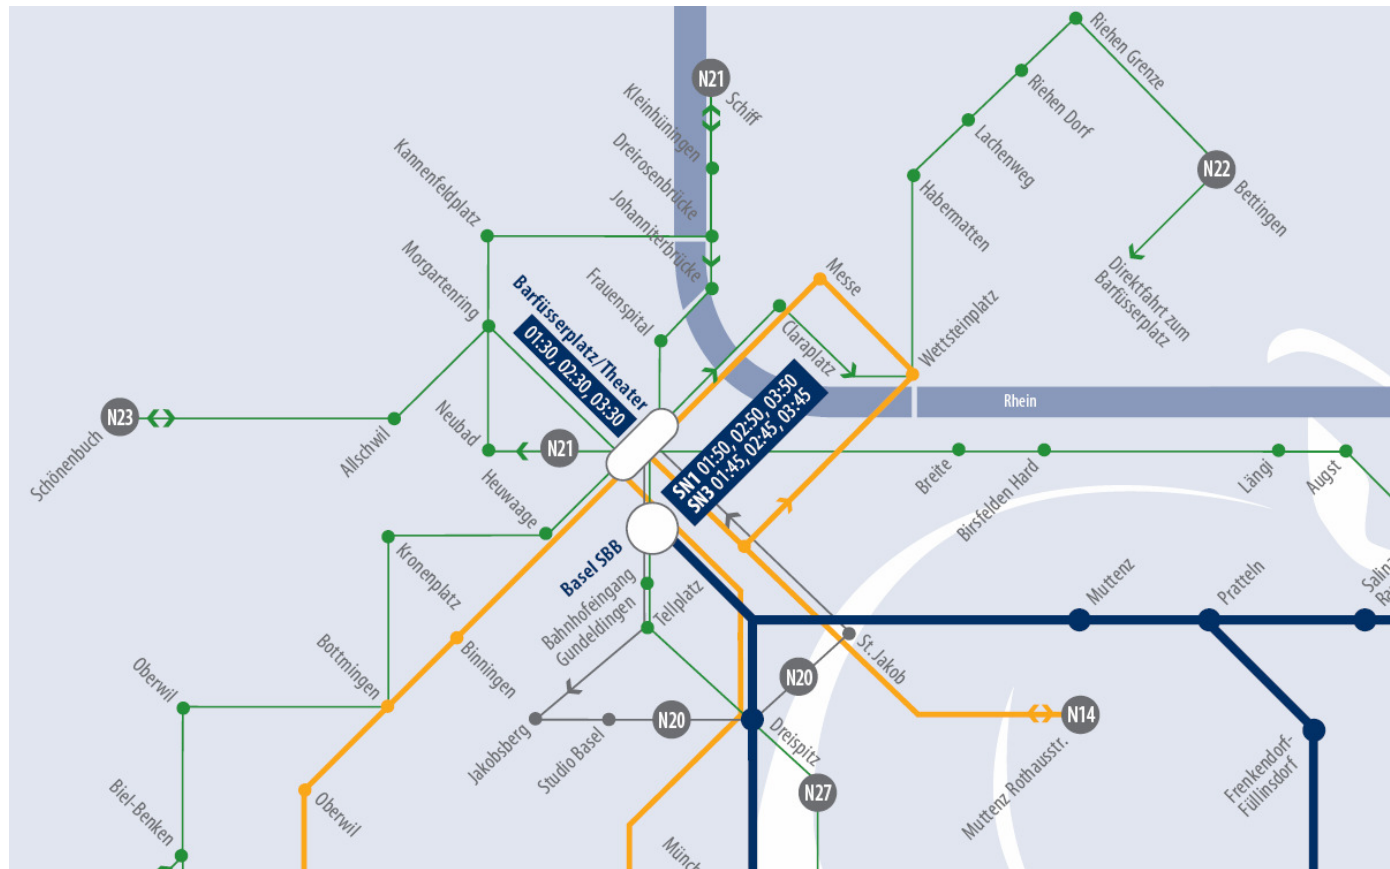 Riehen Grenze
N21
Schiff
Riehen Dorf
Kleinhüningen
Lachenweg
Dreirosenbrücke
N22
Bettingen
Kannenfeldplatz
Johanniterbrücke
Habermatten
Morgartenring
Messe
Direktfahrt zum
Barfüsserplatz
Frauenspital
Barfüsserplatz/Theater
01:30, 02:30, 03:30
Claraplatz
Wettsteinplatz
Rhein
N23
Schönenbuch
Allschwil
Neubad
N21
SN1 01:50, 02:50, 03:50
SN3 01:45, 02:45, 03:45
Heuwaage
Breite
Birsfelden Hard
Längi
Augst
Kronenplatz
Basel SBB
Bahnhofeingang
Gundeldingen
Tellplatz
Muttenz
Pratteln
Bottmingen
Binningen
St. Jakob
Oberwil
N20
N20
N14
Jakobsberg
Studio Basel
Dreispitz
Muttenz Rothausstr.
Frenkendorf-
Füllinsdorf
N27
Biel-Benken
Oberwil